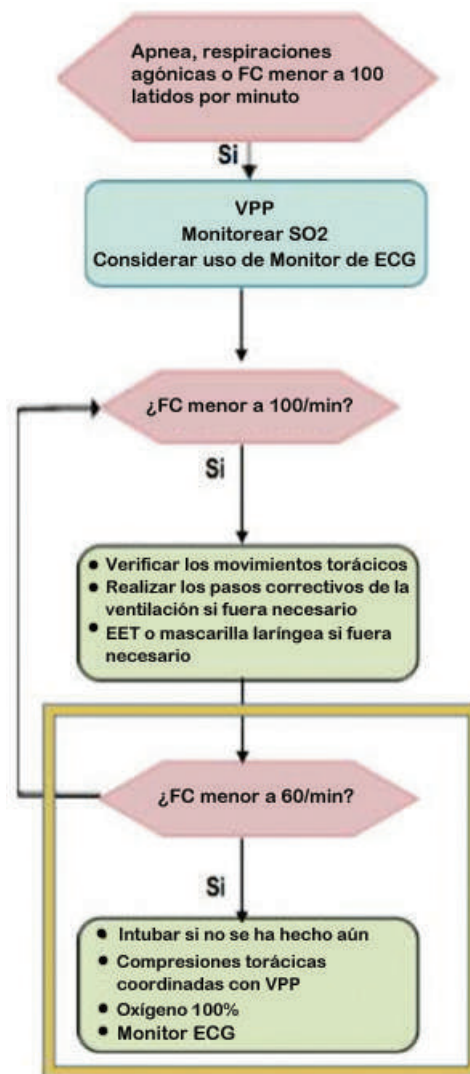 Apnea, respiraciones
agónicas o FC menor a 100
latidos por minuto
Si
VPP
Monitorear SO2
Considerar uso de Monitor de ECG
¿FC menor a 100/min?
Si
● Verificar los movimientos torácicos
● Realizar los pasos correctivos de la
ventilación si fuera necesario
● EET o mascarilla laríngea si fuera
necesario
¿FC menor a 60/min?
Si
● Intubar si no se ha hecho aún
● Compresiones torácicas
coordinadas con VPP
● Oxígeno 100%
● Monitor ECG